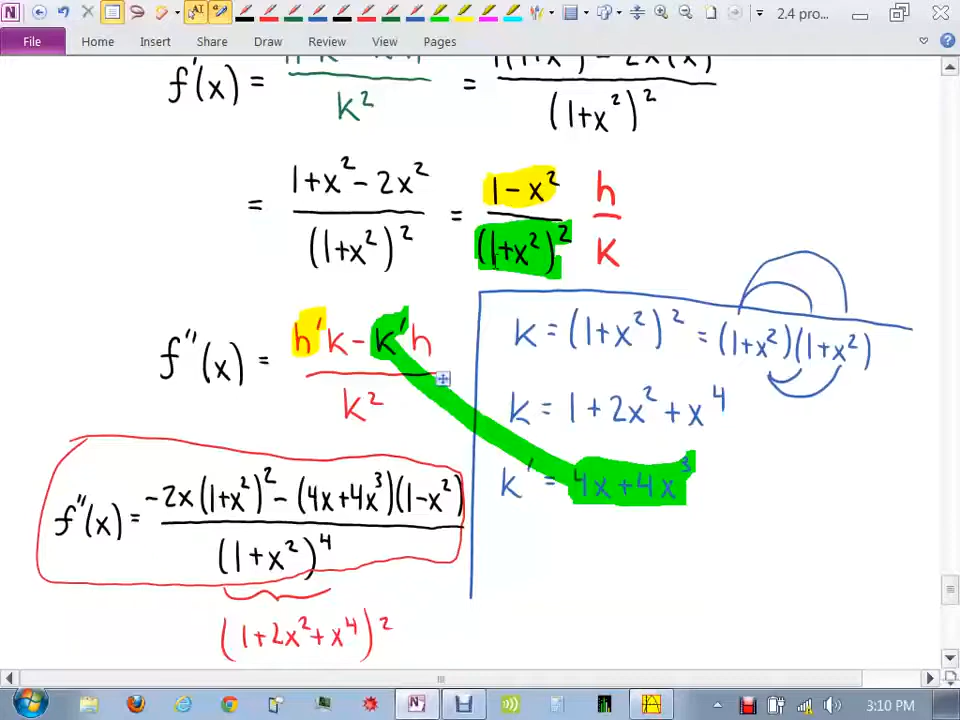 2.4 pro...
File Home Insert Share Draw Review View Pages
f'(x) = k² = (1+x²)²
= 1+x²-2x² / (1+x²)² = 1-x² / (1+x²)² h / k
f''(x) = h'k - k'h / k²
k = (1+x²)² = (1+x²)(1+x²)
k = 1+2x²+x⁴
k' = 4x+4x³
f''(x) = -2x(1+x²)² - (4x+4x³)(1-x²) / (1+x²)⁴
(1+2x²+x⁴)²
3:10 PM